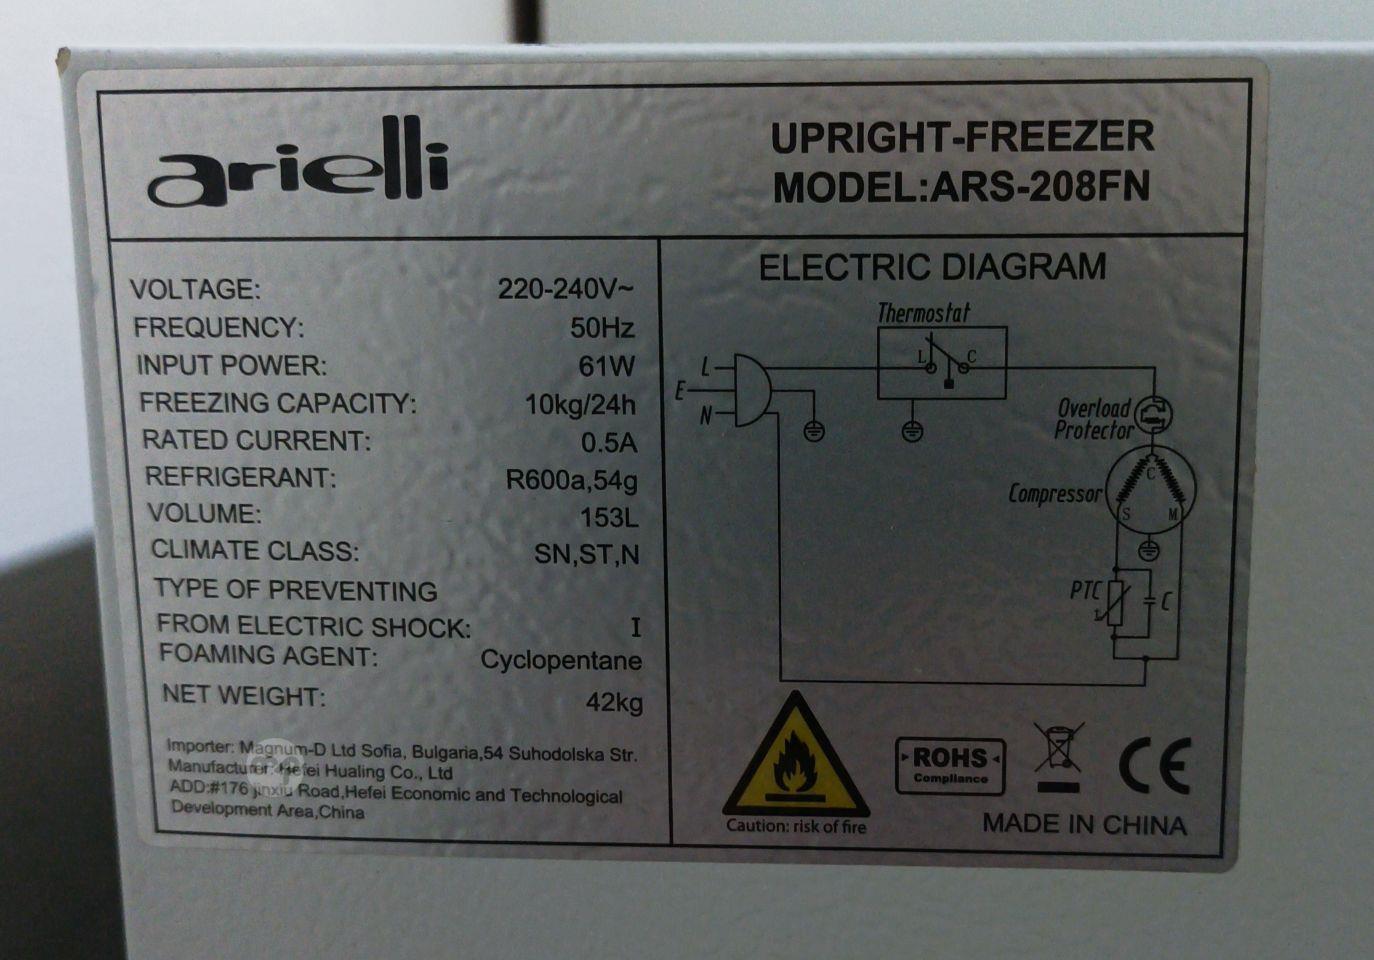 arielli
UPRIGHT-FREEZER
MODEL:ARS-208FN
VOLTAGE: 220-240V~
FREQUENCY: 50Hz
INPUT POWER: 61W
FREEZING CAPACITY: 10kg/24h
RATED CURRENT: 0.5A
REFRIGERANT: R600a,54g
VOLUME: 153L
CLIMATE CLASS: SN,ST,N
TYPE OF PREVENTING
FROM ELECTRIC SHOCK: I
FOAMING AGENT: Cyclopentane
NET WEIGHT: 42kg
Importer: Magnum-D Ltd Sofia, Bulgaria,54 Suhodolska Str.
Manufacturer: Hefei Hualing Co., Ltd
ADD:#176 jinxiu Road,Hefei Economic and Technological
Development Area,China
ELECTRIC DIAGRAM
Thermostat
L C
L
E
N
Overload
Protector
C
Compressor
S M
PTC C
Caution: risk of fire
ROHS
Compliance
CE
MADE IN CHINA